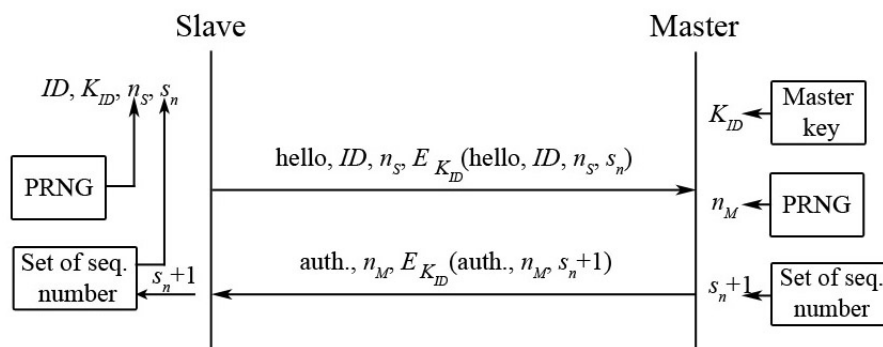 Slave
Master
ID, K_ID, n_S, s_n
K_ID
Master
key
hello, ID, n_S, E_K_ID(hello, ID, n_S, s_n)
PRNG
n_M
PRNG
Set of seq.
number
s_n+1
auth., n_M, E_K_ID(auth., n_M, s_n+1)
s_n+1
Set of seq.
number